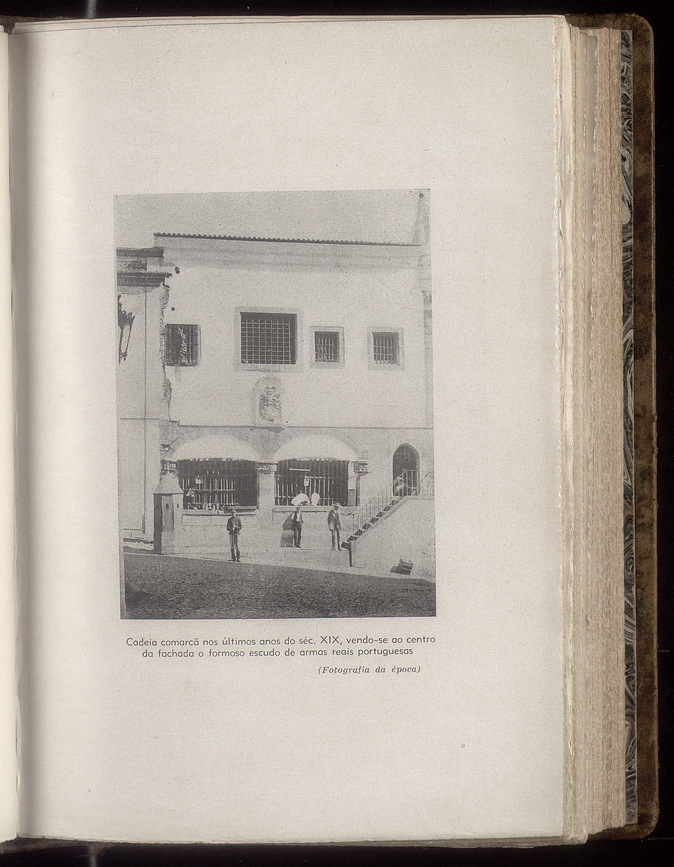 Cadeia comarcã nos últimos anos do séc. XIX, vendo-se ao centro
da fachada o formoso escudo de armas reais portuguesas
(Fotografia da época)